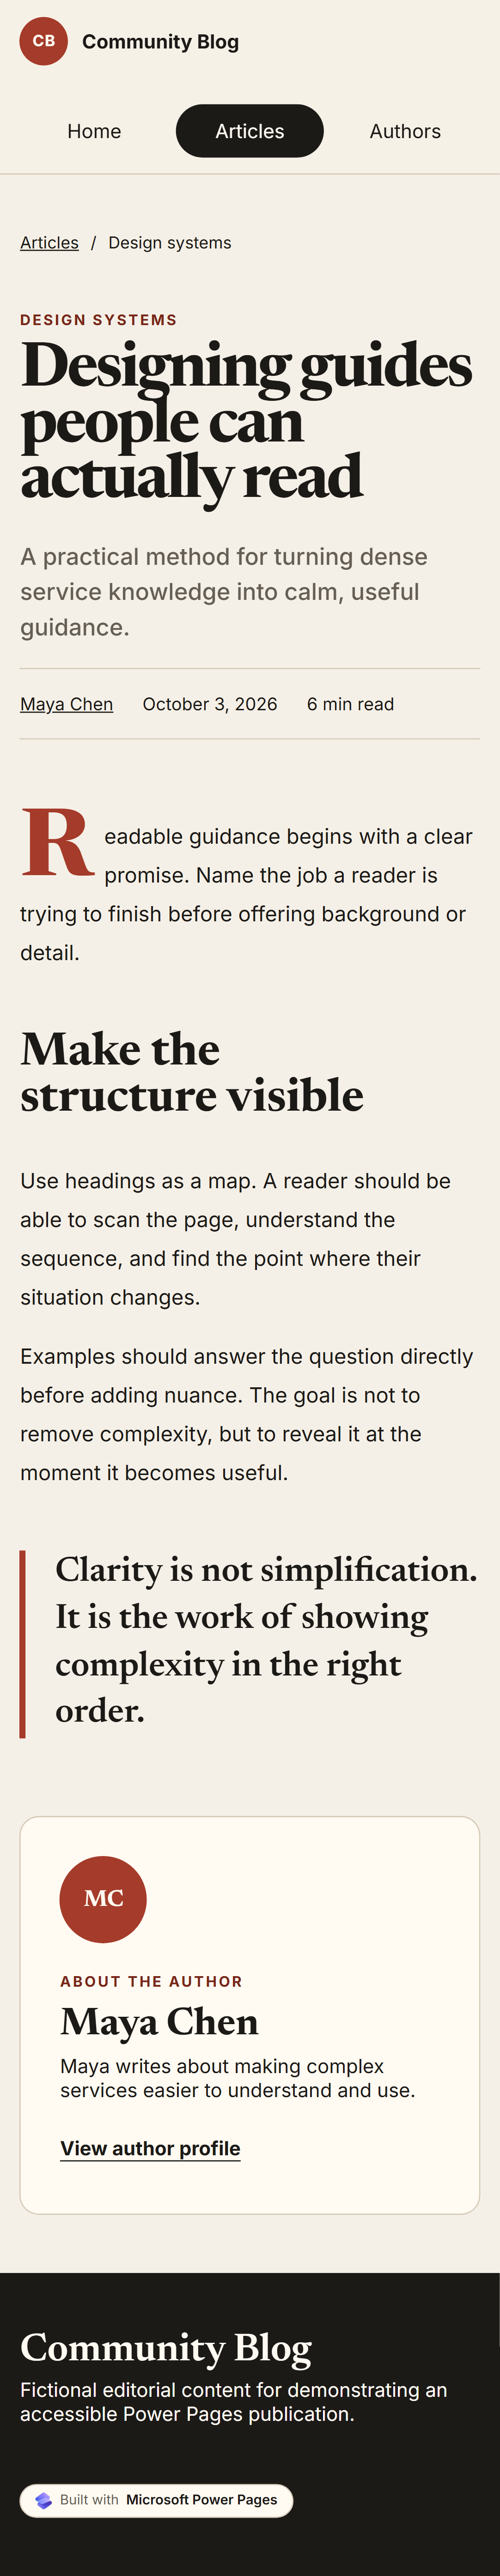 CB Community Blog
Home Articles Authors
Articles / Design systems
DESIGN SYSTEMS
Designing guides
people can
actually read
A practical method for turning dense
service knowledge into calm, useful
guidance.
Maya Chen October 3, 2026 6 min read
Readable guidance begins with a clear
promise. Name the job a reader is
trying to finish before offering background or
detail.
Make the
structure visible
Use headings as a map. A reader should be
able to scan the page, understand the
sequence, and find the point where their
situation changes.
Examples should answer the question directly
before adding nuance. The goal is not to
remove complexity, but to reveal it at the
moment it becomes useful.
Clarity is not simplification.
It is the work of showing
complexity in the right
order.
MC
ABOUT THE AUTHOR
Maya Chen
Maya writes about making complex
services easier to understand and use.
View author profile
Community Blog
Fictional editorial content for demonstrating an
accessible Power Pages publication.
Built with Microsoft Power Pages